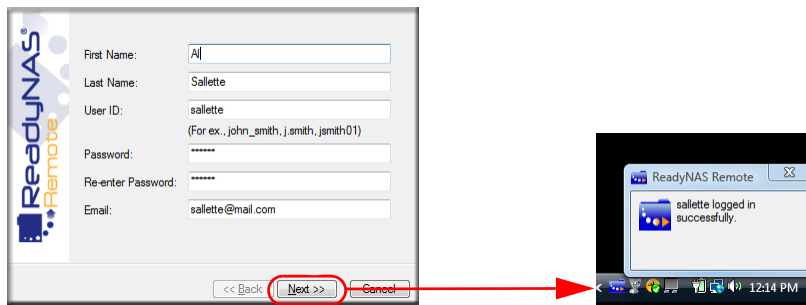 ReadyNAS®
Remote
First Name: Al
Last Name: Sallette
User ID: sallette
(For ex., john_smith, j.smith, jsmith01)
Password: ******
Re-enter Password: ******
Email: sallette@mail.com
<< Back Next >> Cancel
ReadyNAS Remote
sallette logged in
successfully.
12:14 PM